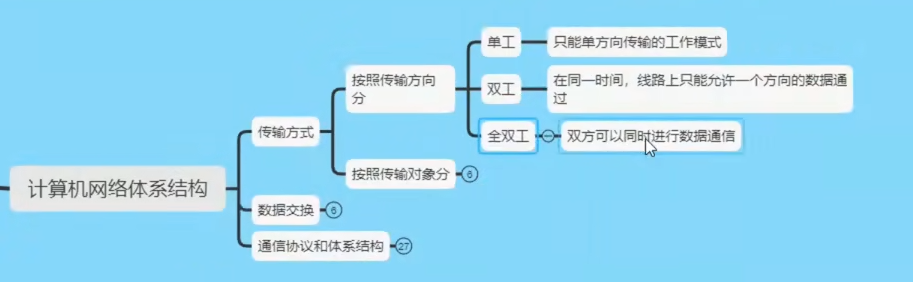 单工
只能单方向传输的工作模式
按照传输方向
分
双工
在同一时间，线路上只能允许一个方向的数据通
过
传输方式
全双工
双方可以同时进行数据通信
按照传输对象分
6
计算机网络体系结构
数据交换
6
通信协议和体系结构
27